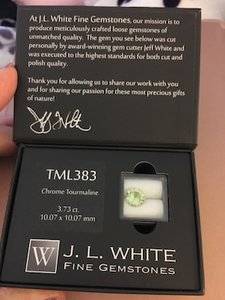 At J.L. White Fine Gemstones, our mission is to
produce meticulously crafted loose gemstones of
unmatched quality. The gem you see below was cut
personally by award-winning gem cutter Jeff White and
was executed to the highest standards for both cut and
polish quality.
Thank you for allowing us to share our work with you
and for sharing our passion for these most precious gifts
of nature!
Jeff White
TML383
Chrome Tourmaline
3.73 ct.
10.07 x 10.07 mm
W J. L. WHITE
FINE GEMSTONES